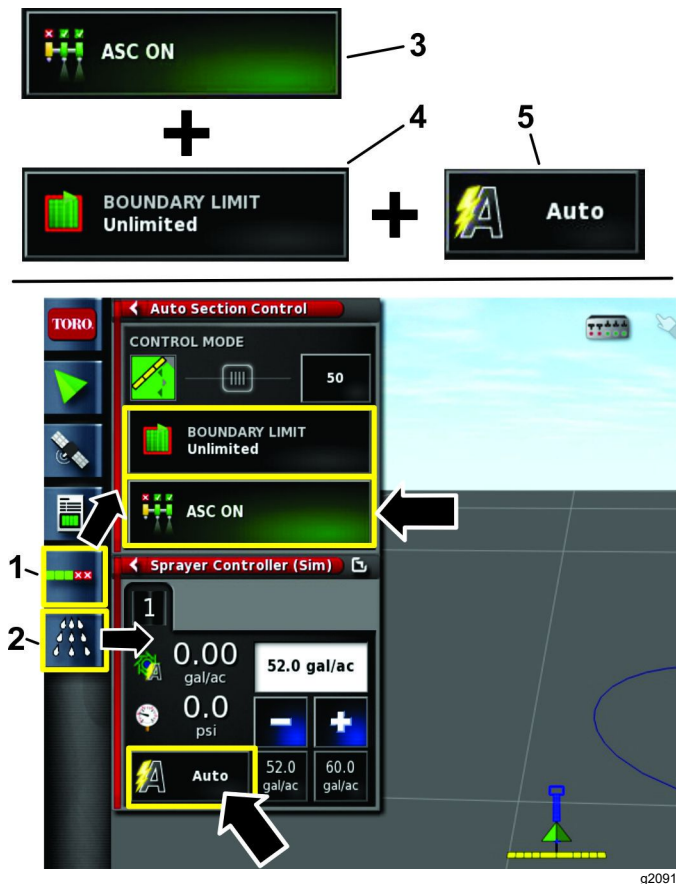 ASC ON
3
4
5
BOUNDARY LIMIT
Unlimited
Auto
TORO.
Auto Section Control
CONTROL MODE
50
BOUNDARY LIMIT
Unlimited
ASC ON
1
Sprayer Controller (Sim)
2
1
0.00
gal/ac
52.0 gal/ac
0.0
psi
Auto
52.0
gal/ac
60.0
gal/ac
g2091